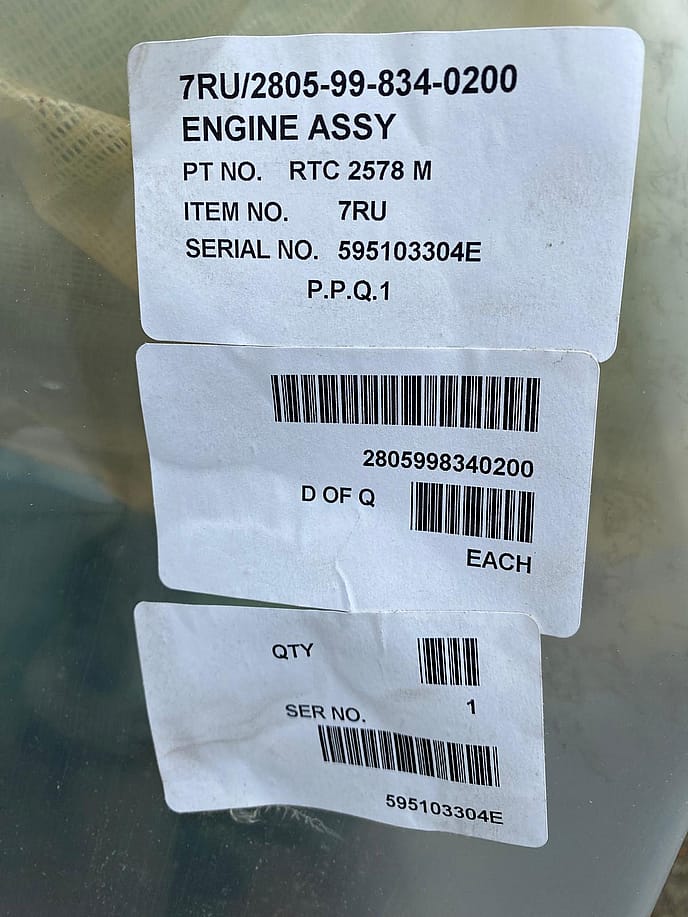 7RU/2805-99-834-0200
ENGINE ASSY
PT NO. RTC 2578 M
ITEM NO. 7RU
SERIAL NO. 595103304E
P.P.Q.1
2805998340200
D OF Q
EACH
QTY
1
SER NO.
595103304E